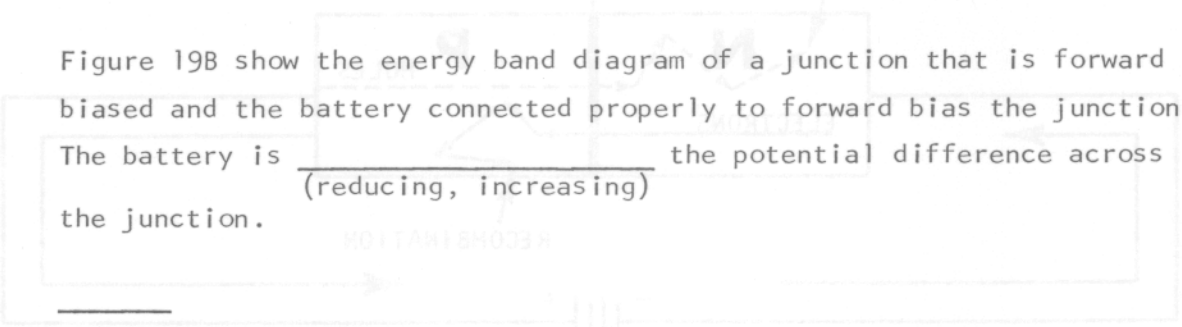 Figure 19B show the energy band diagram of a junction that is forward
biased and the battery connected properly to forward bias the junction
The battery is ____________ the potential difference across
(reducing, increasing)
the junction.